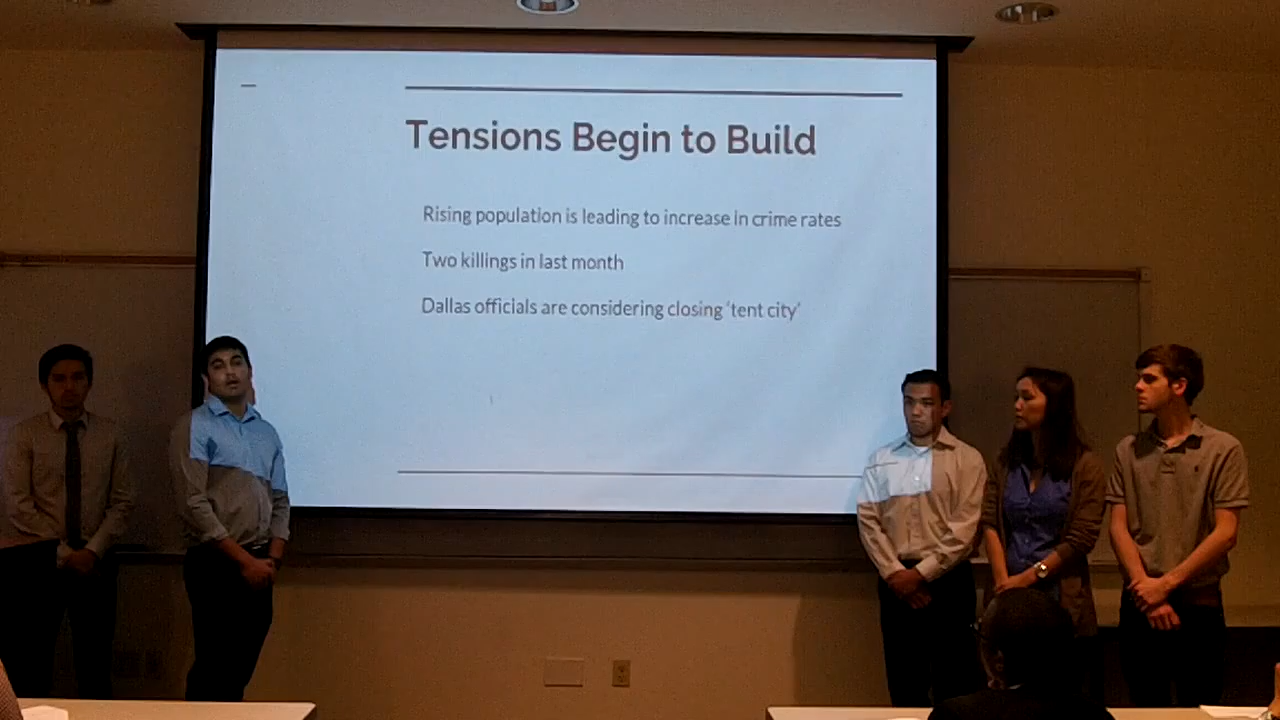 Tensions Begin to Build
Rising population is leading to increase in crime rates
Two killings in last month
Dallas officials are considering closing 'tent city'